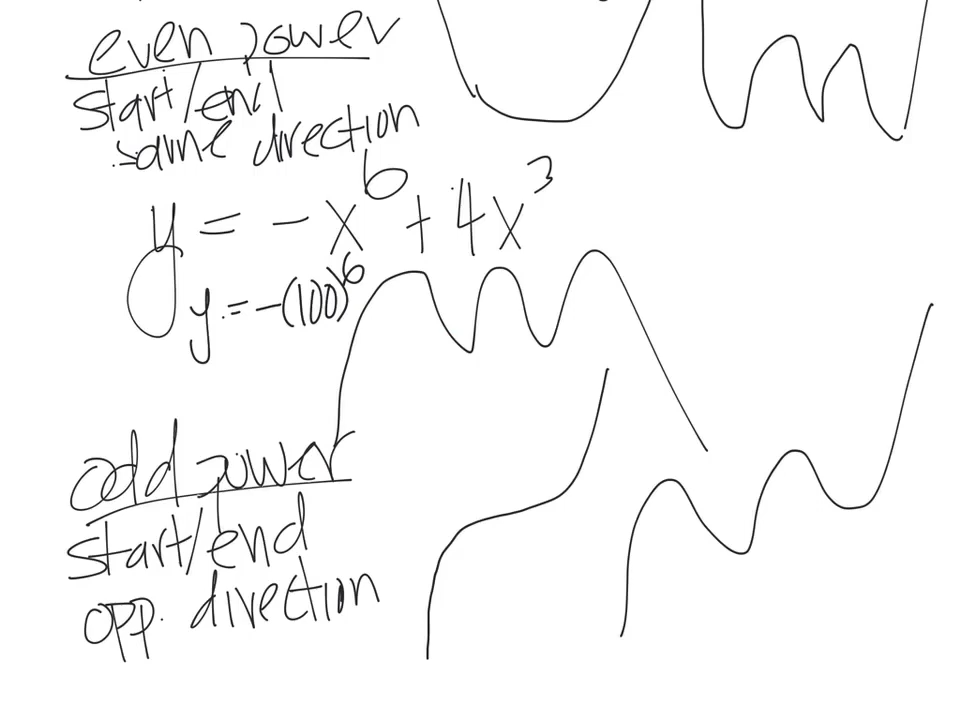 even power
start/end
same direction
y = -x^6 + 4x^3
y = -(100)^6
odd power
start/end
opp. direction